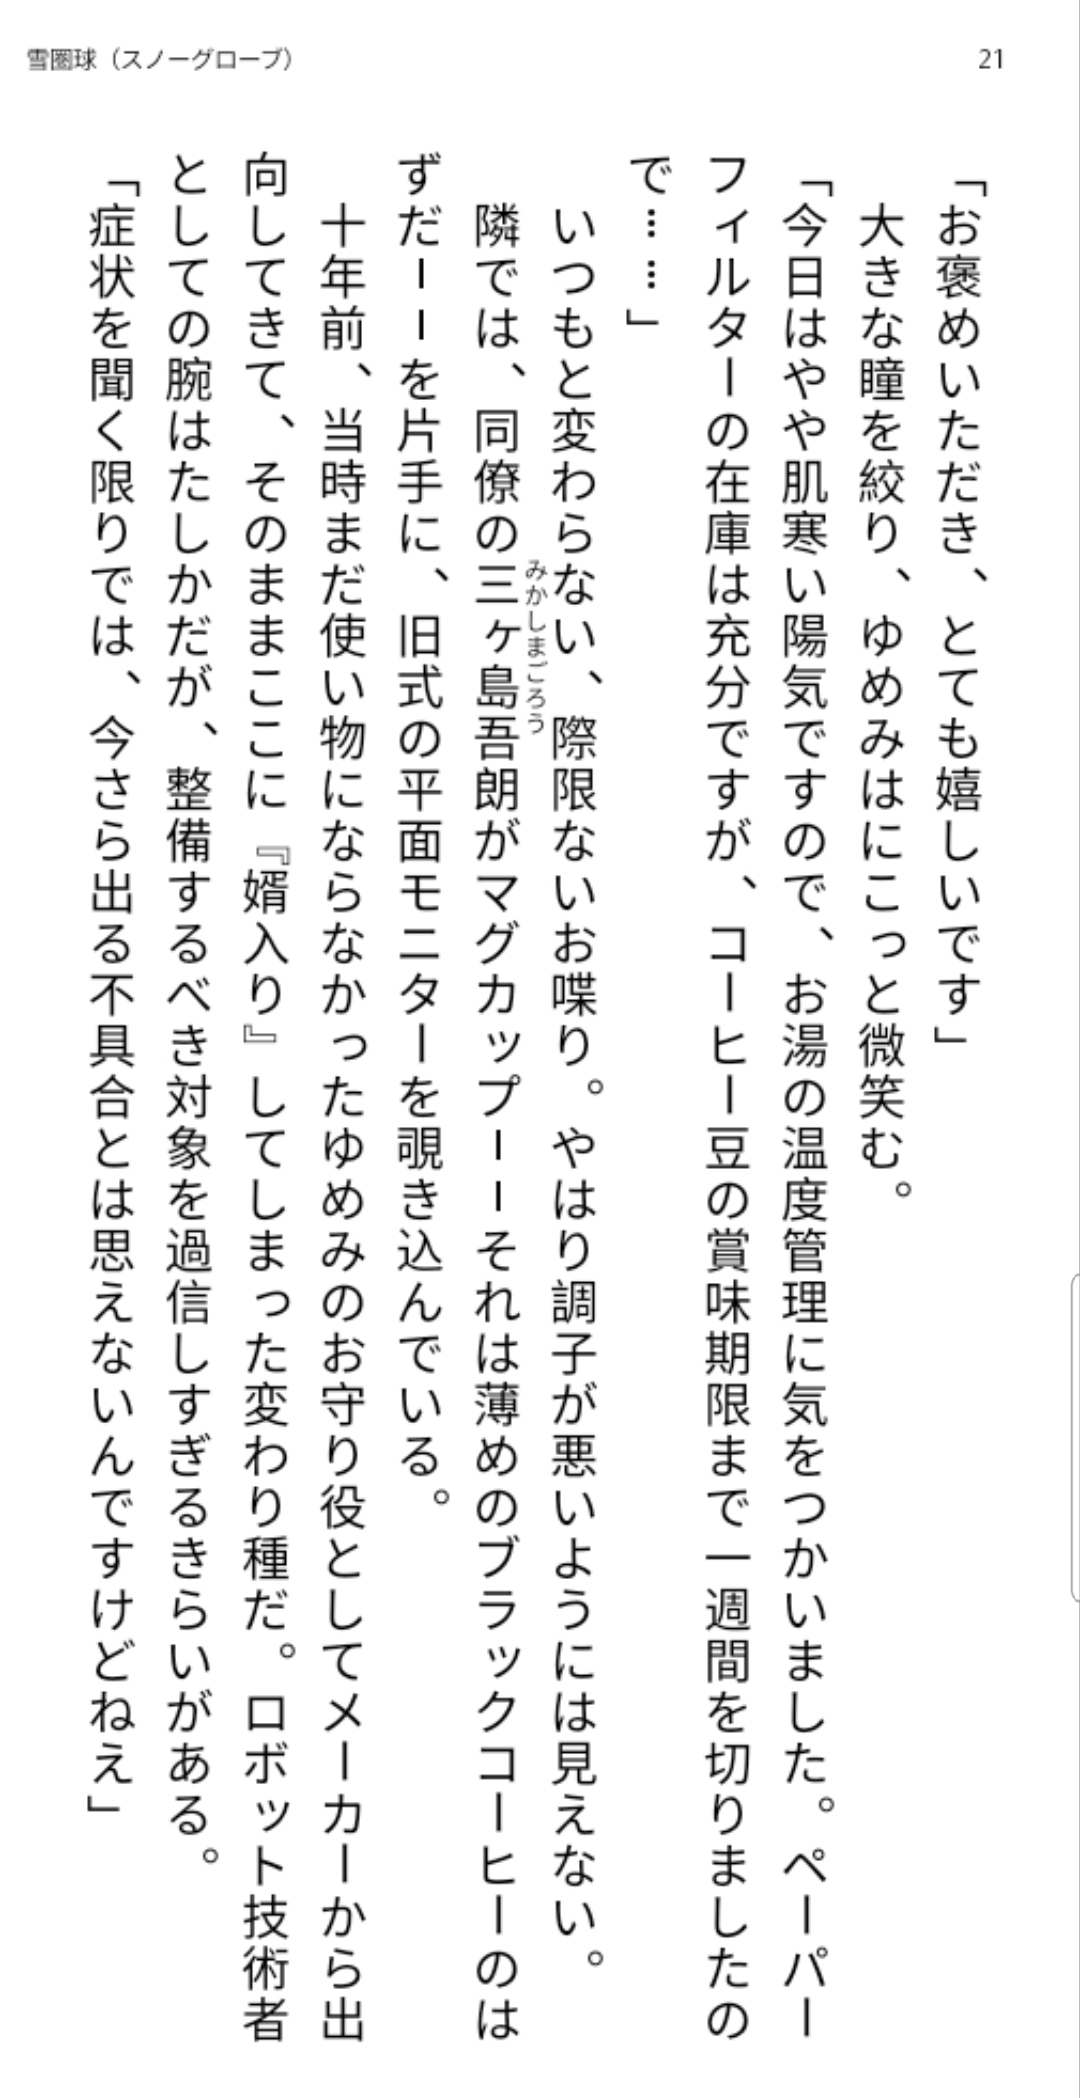 雪圏球（スノーグローブ）
21
「お褒めいただき、とても嬉しいです」
大きな瞳を絞り、ゆめみはにこっと微笑む。
「今日はやや肌寒い陽気ですので、お湯の温度管理に気をつかいました。ペーパー
フィルターの在庫は充分ですが、コーヒー豆の賞味期限まで一週間を切りましたの
で……」
いつもと変わらない、際限ないお喋り。やはり調子が悪いようには見えない。
隣では、同僚の三ヶ島吾朗がマグカップーーそれは薄めのブラックコーヒーのは
みかしまごろう
ずだーーを片手に、旧式の平面モニターを覗き込んでいる。
十年前、当時まだ使い物にならなかったゆめみのお守り役としてメーカーから出
向してきて、そのままここに『婿入り』してしまった変わり種だ。ロボット技術者
としての腕はたしかだが、整備するべき対象を過信しすぎるきらいがある。
「症状を聞く限りでは、今さら出る不具合とは思えないんですけどねえ」